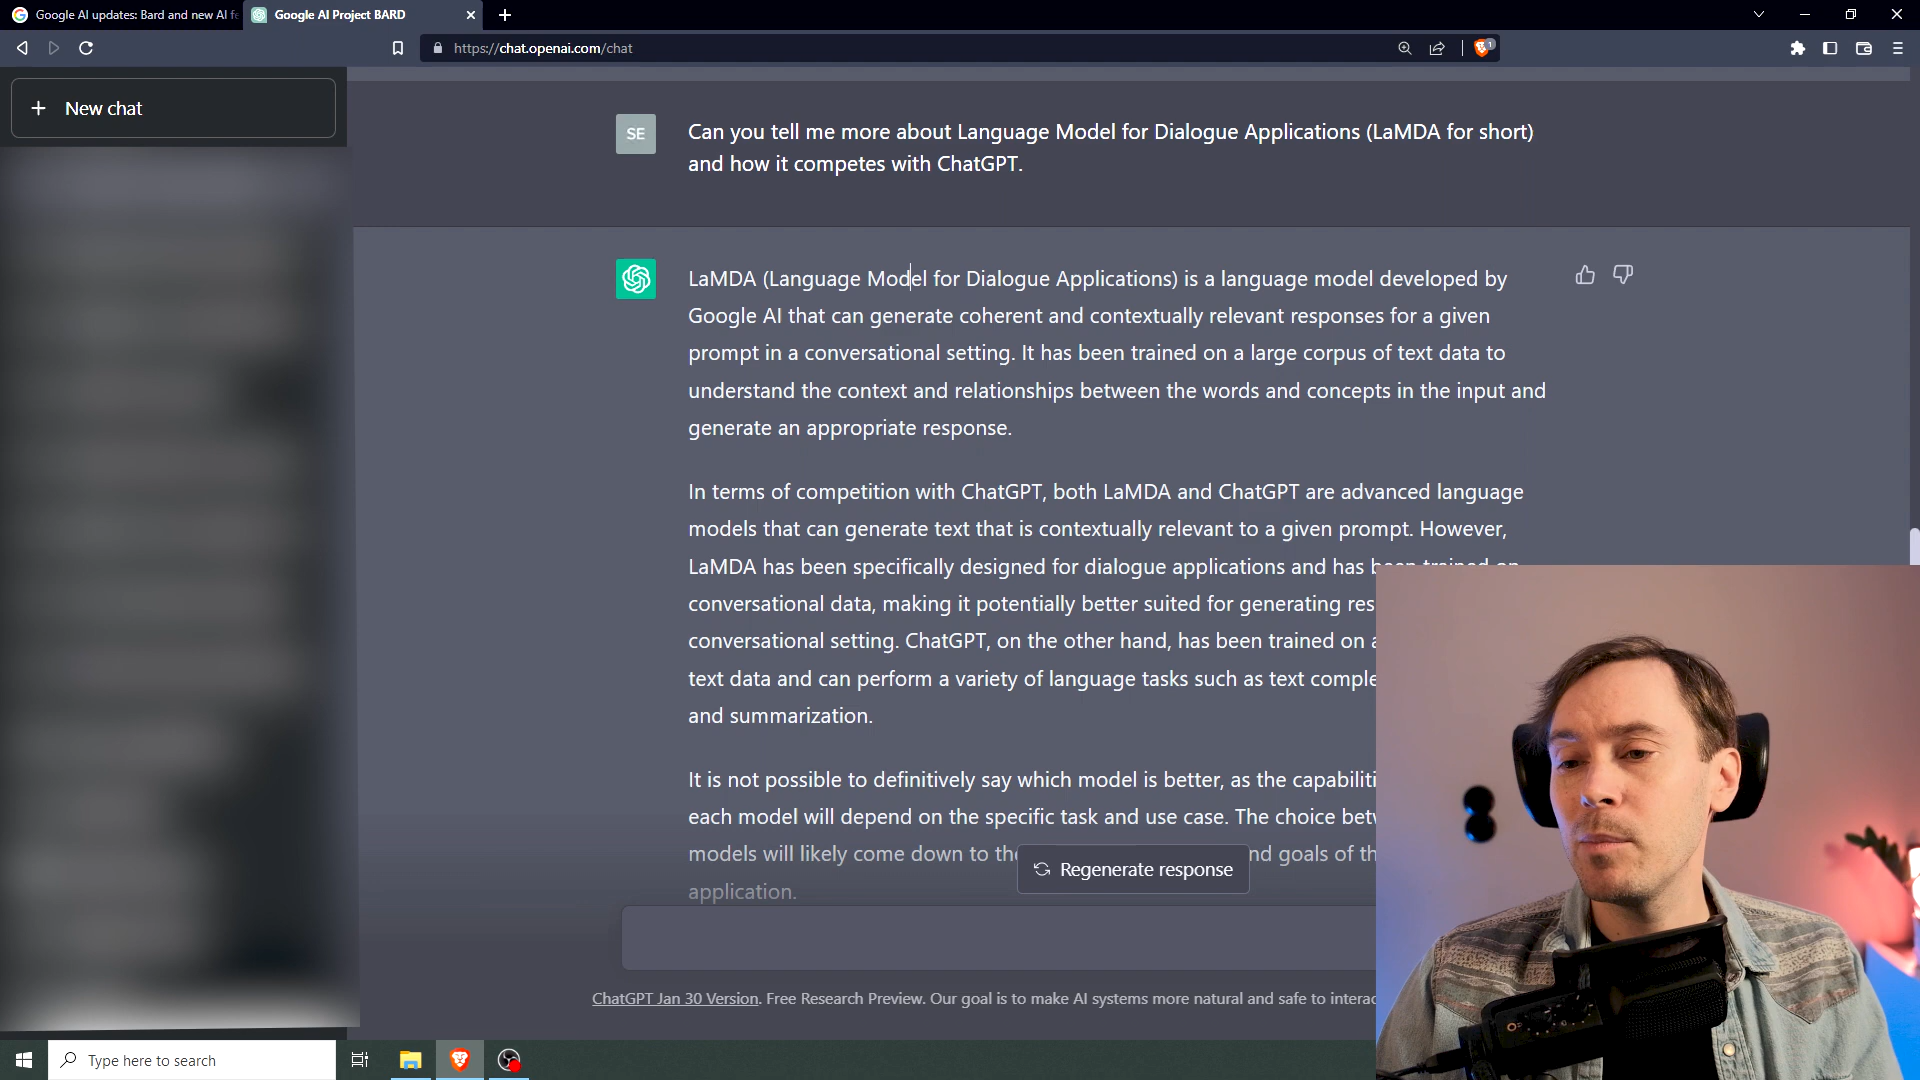 Google AI updates: Bard and new AI fe
Google AI Project BARD
https://chat.openai.com/chat
1
New chat
SE
Can you tell me more about Language Model for Dialogue Applications (LaMDA for short)
and how it competes with ChatGPT.
LaMDA (Language Model for Dialogue Applications) is a language model developed by
Google AI that can generate coherent and contextually relevant responses for a given
prompt in a conversational setting. It has been trained on a large corpus of text data to
understand the context and relationships between the words and concepts in the input and
generate an appropriate response.
In terms of competition with ChatGPT, both LaMDA and ChatGPT are advanced language
models that can generate text that is contextually relevant to a given prompt. However,
LaMDA has been specifically designed for dialogue applications and has been trained on
conversational data, making it potentially better suited for generating res
conversational setting. ChatGPT, on the other hand, has been trained on a
text data and can perform a variety of language tasks such as text comple
and summarization.
It is not possible to definitively say which model is better, as the capabiliti
each model will depend on the specific task and use case. The choice betw
models will likely come down to the nd goals of th
application.
Regenerate response
ChatGPT Jan 30 Version. Free Research Preview. Our goal is to make AI systems more natural and safe to interac
Type here to search